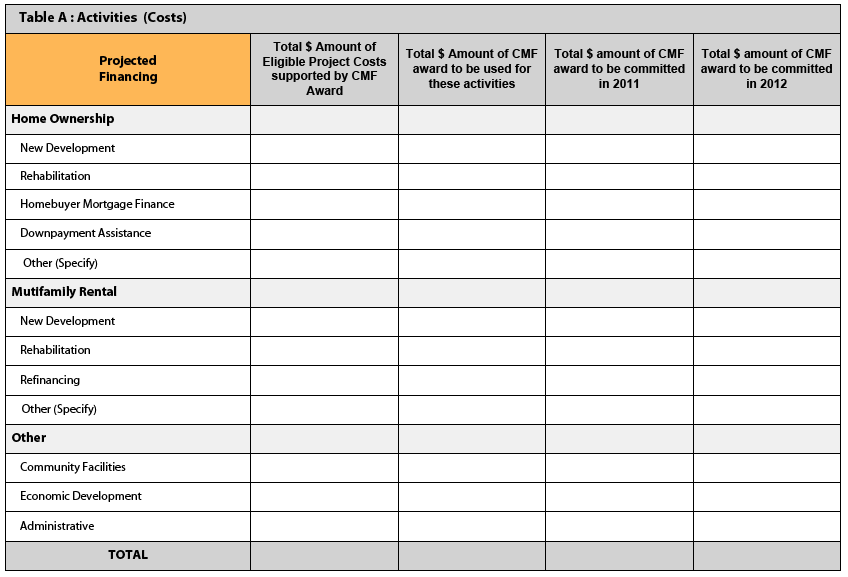 Table A : Activities (Costs)
Projected
Financing
Total $ Amount of
Eligible Project Costs
supported by CMF
Award
Total $ Amount of CMF
award to be used for
these activities
Total $ amount of CMF
award to be committed
in 2011
Total $ amount of CMF
award to be committed
in 2012
Home Ownership
New Development
Rehabilitation
Homebuyer Mortgage Finance
Downpayment Assistance
Other (Specify)
Mutifamily Rental
New Development
Rehabilitation
Refinancing
Other (Specify)
Other
Community Facilities
Economic Development
Administrative
TOTAL